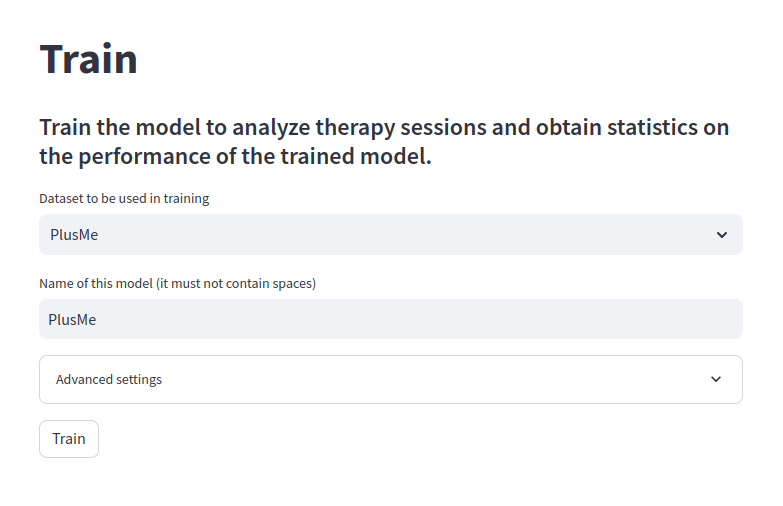 Train
Train the model to analyze therapy sessions and obtain statistics on
the performance of the trained model.
Dataset to be used in training
PlusMe
Name of this model (it must not contain spaces)
PlusMe
Advanced settings
Train